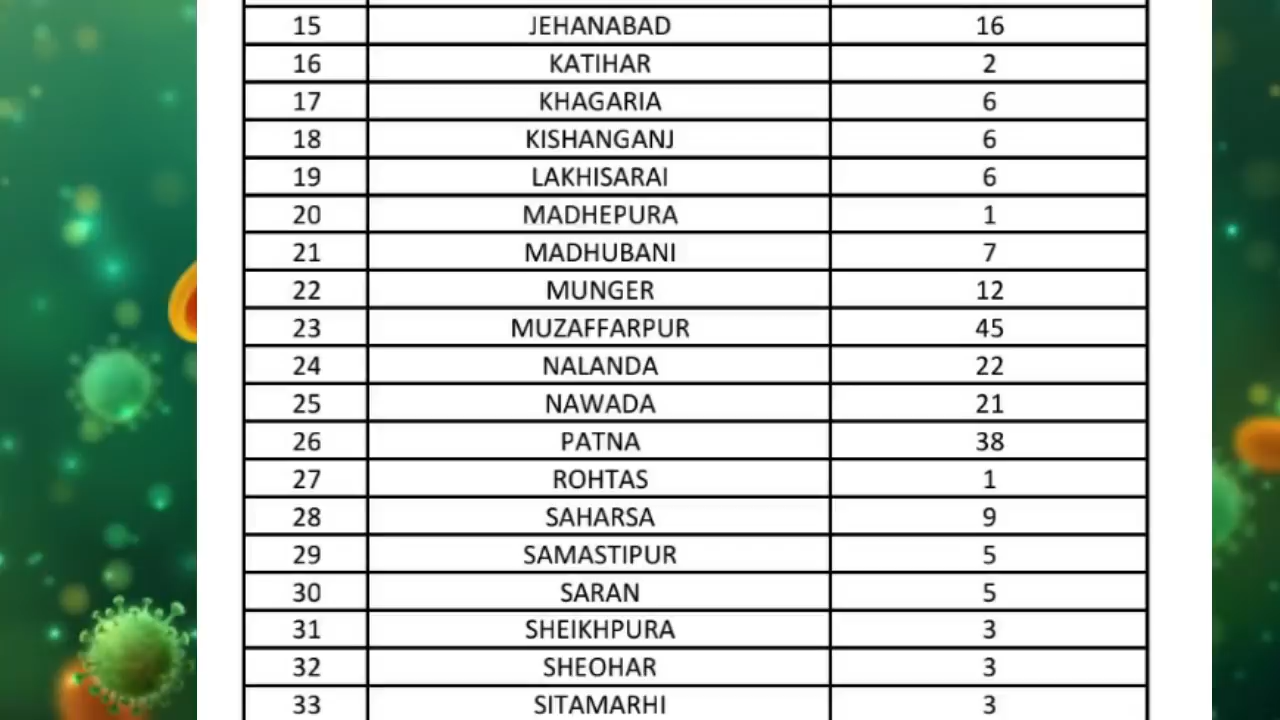 15 JEHANABAD 16
16 KATIHAR 2
17 KHAGARIA 6
18 KISHANGANJ 6
19 LAKHISARAI 6
20 MADHEPURA 1
21 MADHUBANI 7
22 MUNGER 12
23 MUZAFFARPUR 45
24 NALANDA 22
25 NAWADA 21
26 PATNA 38
27 ROHTAS 1
28 SAHARSA 9
29 SAMASTIPUR 5
30 SARAN 5
31 SHEIKHPURA 3
32 SHEOHAR 3
33 SITAMARHI 3